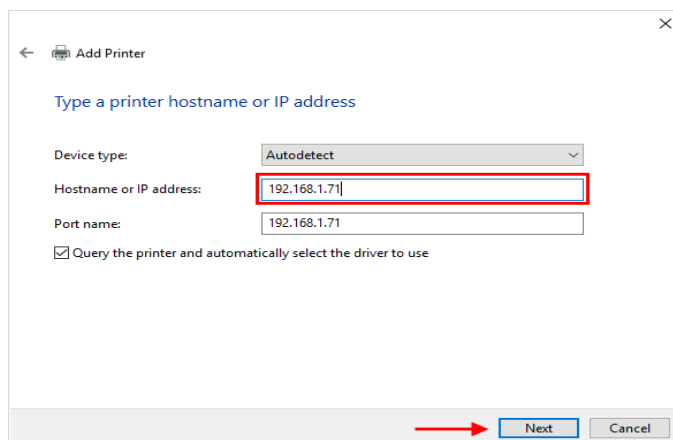 Add Printer
Type a printer hostname or IP address
Device type: Autodetect
Hostname or IP address: 192.168.1.71
Port name: 192.168.1.71
Query the printer and automatically select the driver to use
Next Cancel